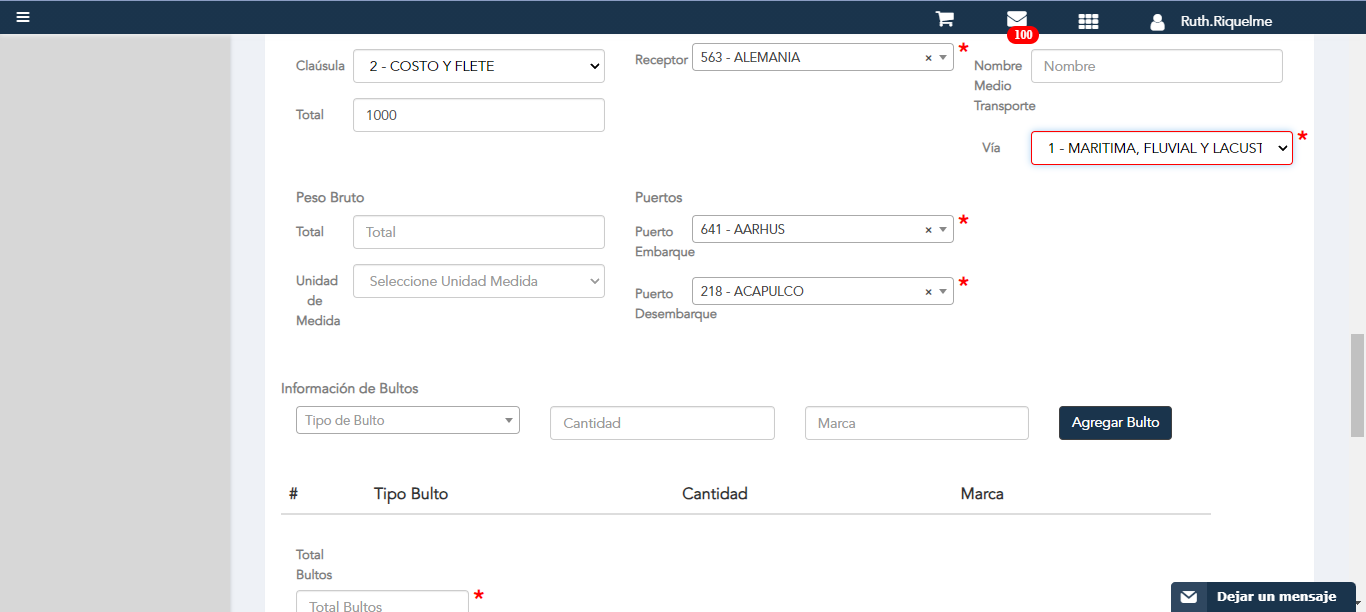 100
Ruth.Riquelme
Claúsula
2 - COSTO Y FLETE
Receptor
563 - ALEMANIA
×
*
Nombre
Medio
Transporte
Nombre
Total
1000
Vía
1 - MARITIMA, FLUVIAL Y LACUST
*
Peso Bruto
Puertos
Total
Total
Puerto
Embarque
641 - AARHUS
×
*
Unidad
de
Medida
Seleccione Unidad Medida
Puerto
Desembarque
218 - ACAPULCO
×
*
Información de Bultos
Tipo de Bulto
Cantidad
Marca
Agregar Bulto
# Tipo Bulto Cantidad Marca
Total
Bultos
Total Bultos
*
Dejar un mensaje